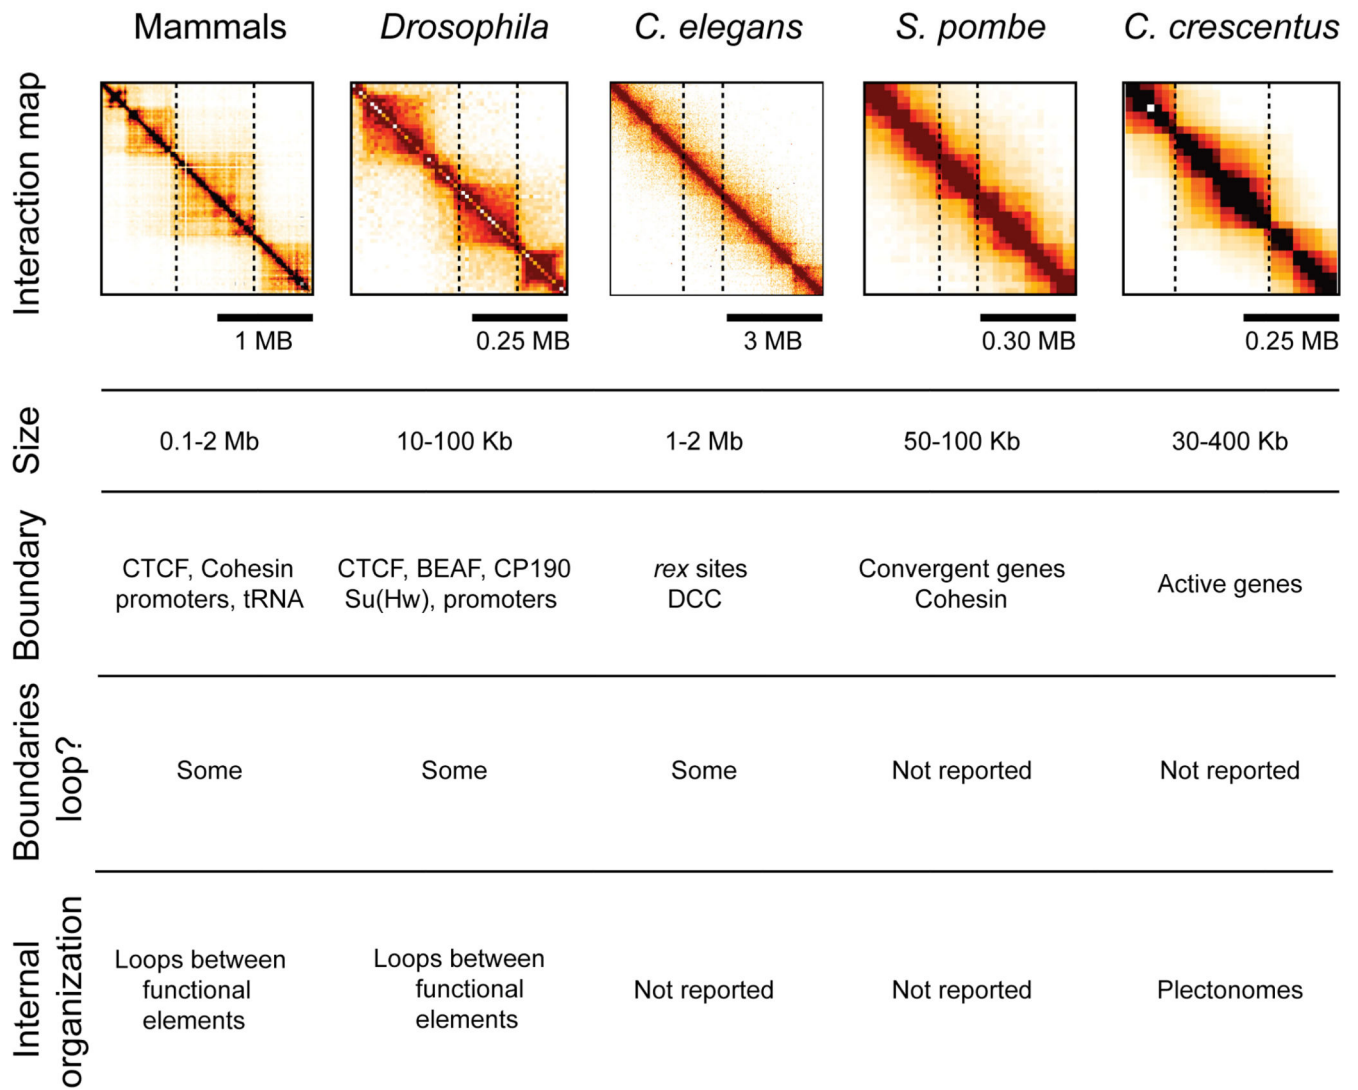 Mammals
Drosophila
C. elegans
S. pombe
C. crescentus
Interaction map
1 MB
0.25 MB
3 MB
0.30 MB
0.25 MB
Size
0.1-2 Mb
10-100 Kb
1-2 Mb
50-100 Kb
30-400 Kb
Boundary
CTCF, Cohesin
promoters, tRNA
CTCF, BEAF, CP190
Su(Hw), promoters
rex sites
DCC
Convergent genes
Cohesin
Active genes
Boundaries
loop?
Some
Some
Some
Not reported
Not reported
Internal
organization
Loops between
functional
elements
Loops between
functional
elements
Not reported
Not reported
Plectonomes